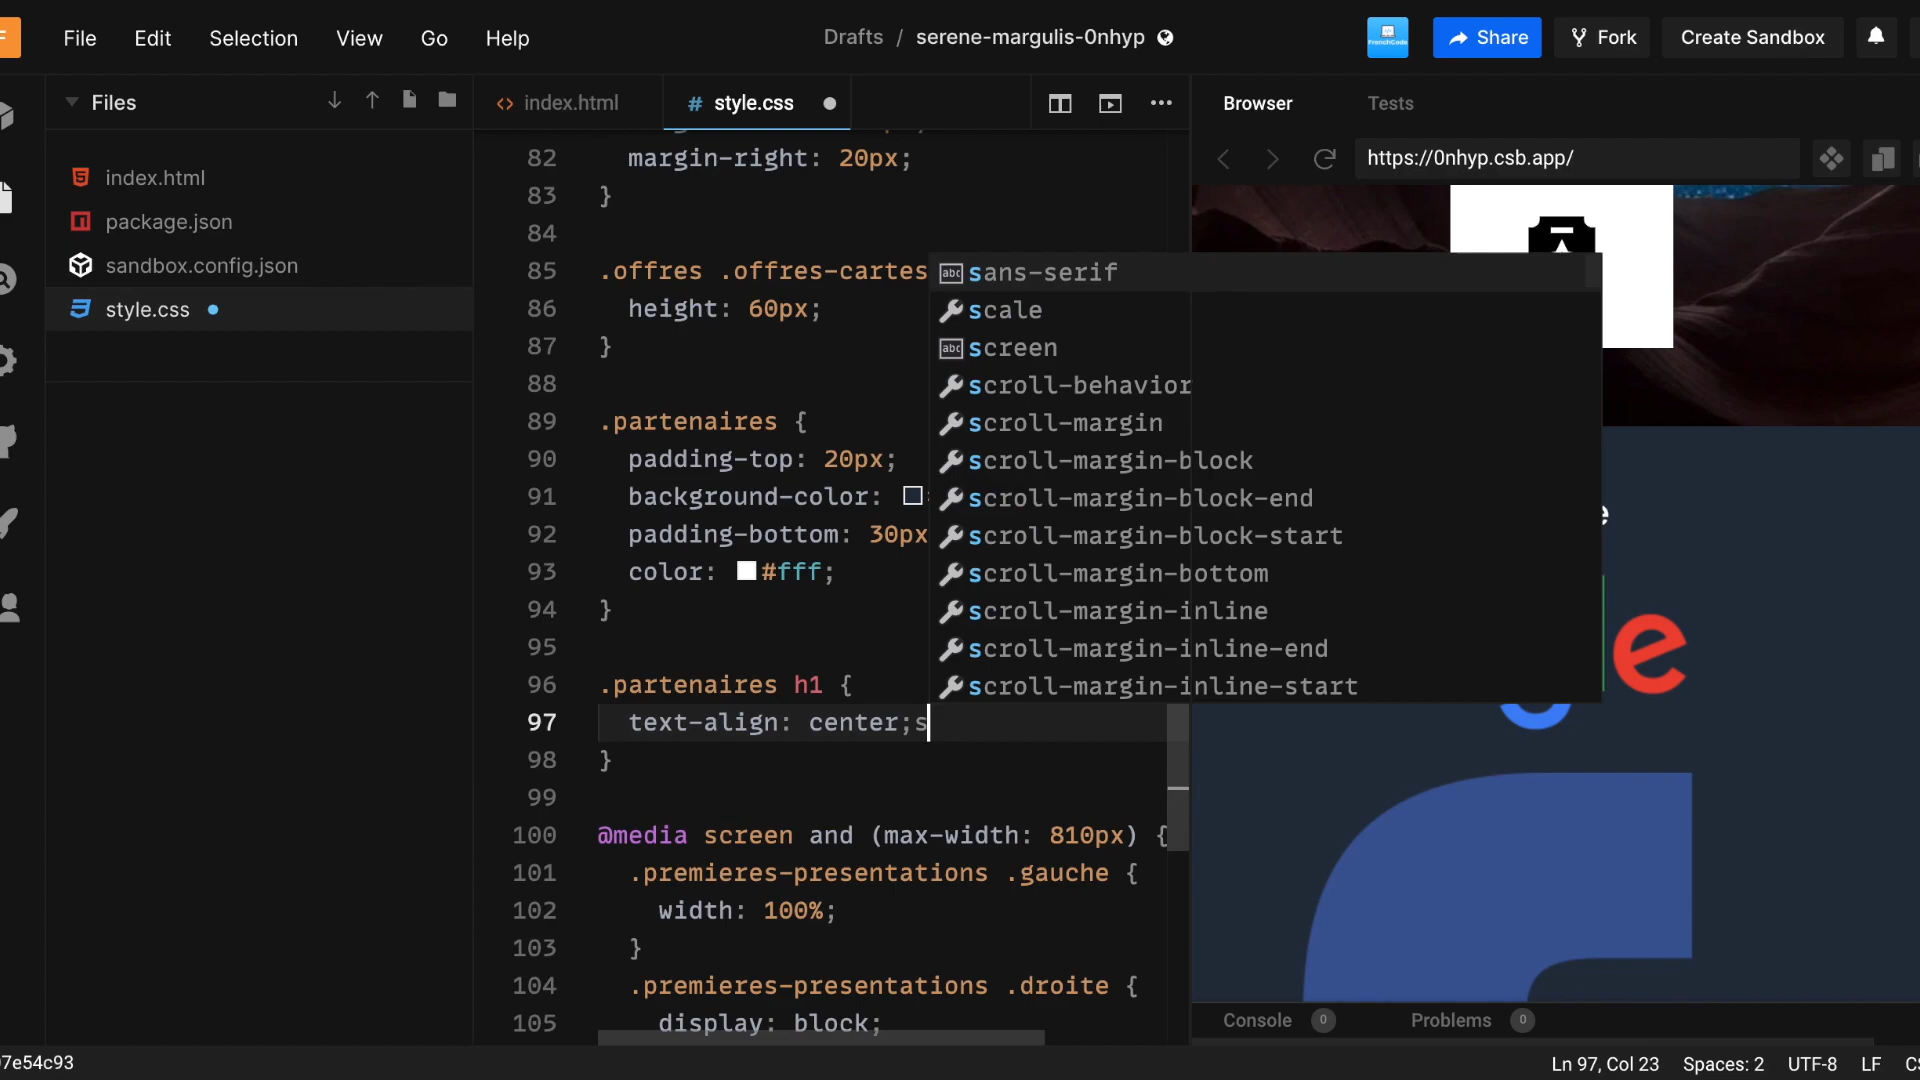 File Edit Selection View Go Help
Drafts / serene-margulis-0nhyp
FrenchCode
Share
Fork
Create Sandbox
Files
index.html
package.json
sandbox.config.json
style.css
index.html
# style.css
82 margin-right: 20px;
83 }
84
85 .offres .offres-cartes
86 height: 60px;
87 }
88
89 .partenaires {
90 padding-top: 20px;
91 background-color:
92 padding-bottom: 30px
93 color: #fff;
94 }
95
96 .partenaires h1 {
97 text-align: center;s
98 }
99
100 @media screen and (max-width: 810px) {
101 .premieres-presentations .gauche {
102 width: 100%;
103 }
104 .premieres-presentations .droite {
105 display: block;
abc sans-serif
scale
abc screen
scroll-behavior
scroll-margin
scroll-margin-block
scroll-margin-block-end
scroll-margin-block-start
scroll-margin-bottom
scroll-margin-inline
scroll-margin-inline-end
scroll-margin-inline-start
Browser Tests
https://0nhyp.csb.app/
e
e
Console 0 Problems 0
7e54c93
Ln 97, Col 23 Spaces: 2 UTF-8 LF